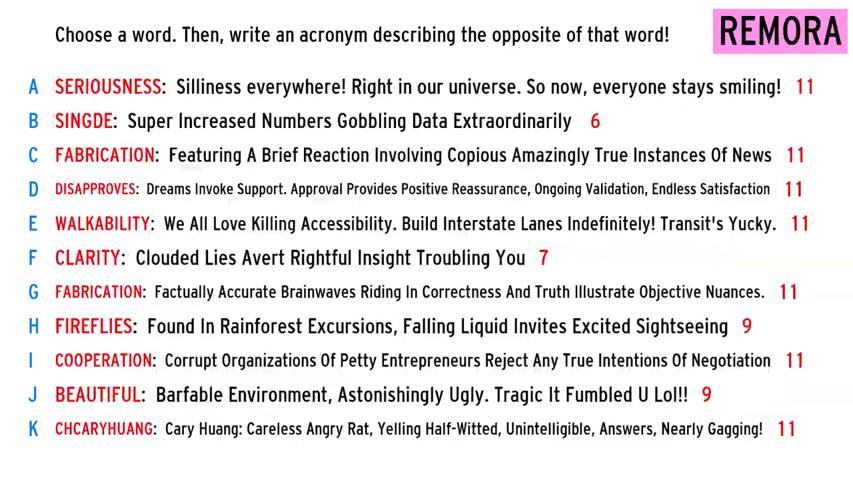 Choose a word. Then, write an acronym describing the opposite of that word!
REMORA
A SERIOUSNESS: Silliness everywhere! Right in our universe. So now, everyone stays smiling! 11
B SINGDE: Super Increased Numbers Gobbling Data Extraordinarily 6
C FABRICATION: Featuring A Brief Reaction Involving Copious Amazingly True Instances Of News 11
D DISAPPROVES: Dreams Invoke Support. Approval Provides Positive Reassurance, Ongoing Validation, Endless Satisfaction 11
E WALKABILITY: We All Love Killing Accessibility. Build Interstate Lanes Indefinitely! Transit's Yucky. 11
F CLARITY: Clouded Lies Avert Rightful Insight Troubling You 7
G FABRICATION: Factually Accurate Brainwaves Riding In Correctness And Truth Illustrate Objective Nuances. 11
H FIREFLIES: Found In Rainforest Excursions, Falling Liquid Invites Excited Sightseeing 9
I COOPERATION: Corrupt Organizations Of Petty Entrepreneurs Reject Any True Intentions Of Negotiation 11
J BEAUTIFUL: Barfable Environment, Astonishingly Ugly. Tragic It Fumbled U Lol!! 9
K CHCARYHUANG: Cary Huang: Careless Angry Rat, Yelling Half-Witted, Unintelligible, Answers, Nearly Gagging! 11